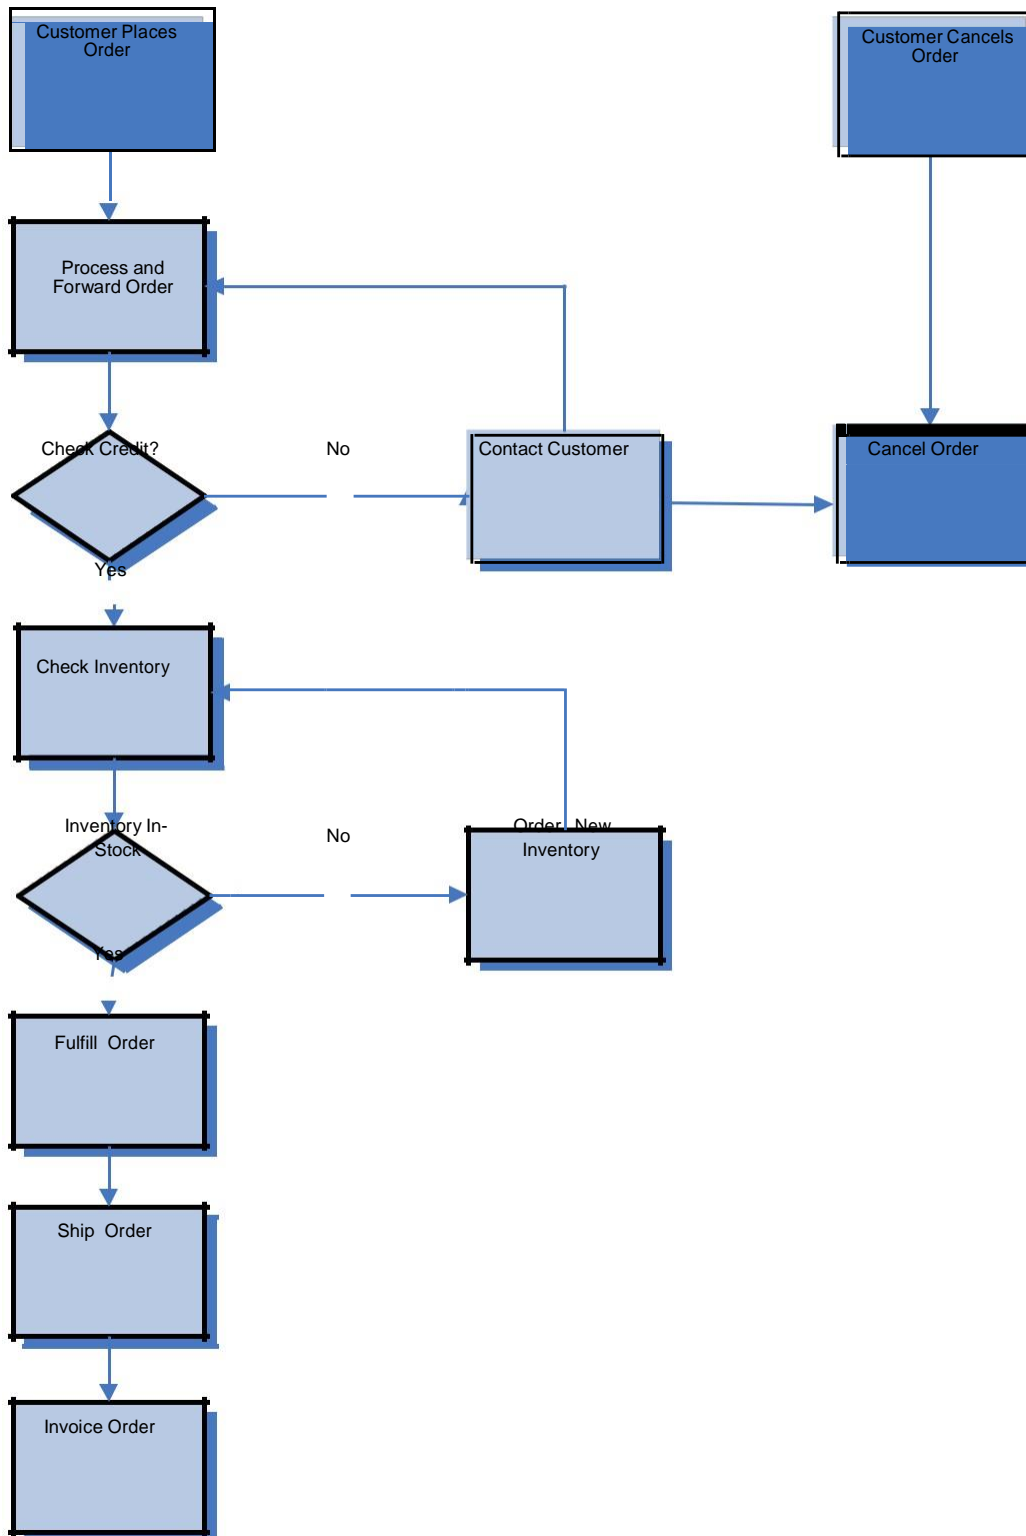 Customer Places
Order
Customer Cancels
Order
Process and
Forward Order
Check Credit?
No
Contact Customer
Cancel Order
Yes
Check Inventory
Inventory In-
Stock
No
Order New
Inventory
Yes
Fulfill Order
Ship Order
Invoice Order